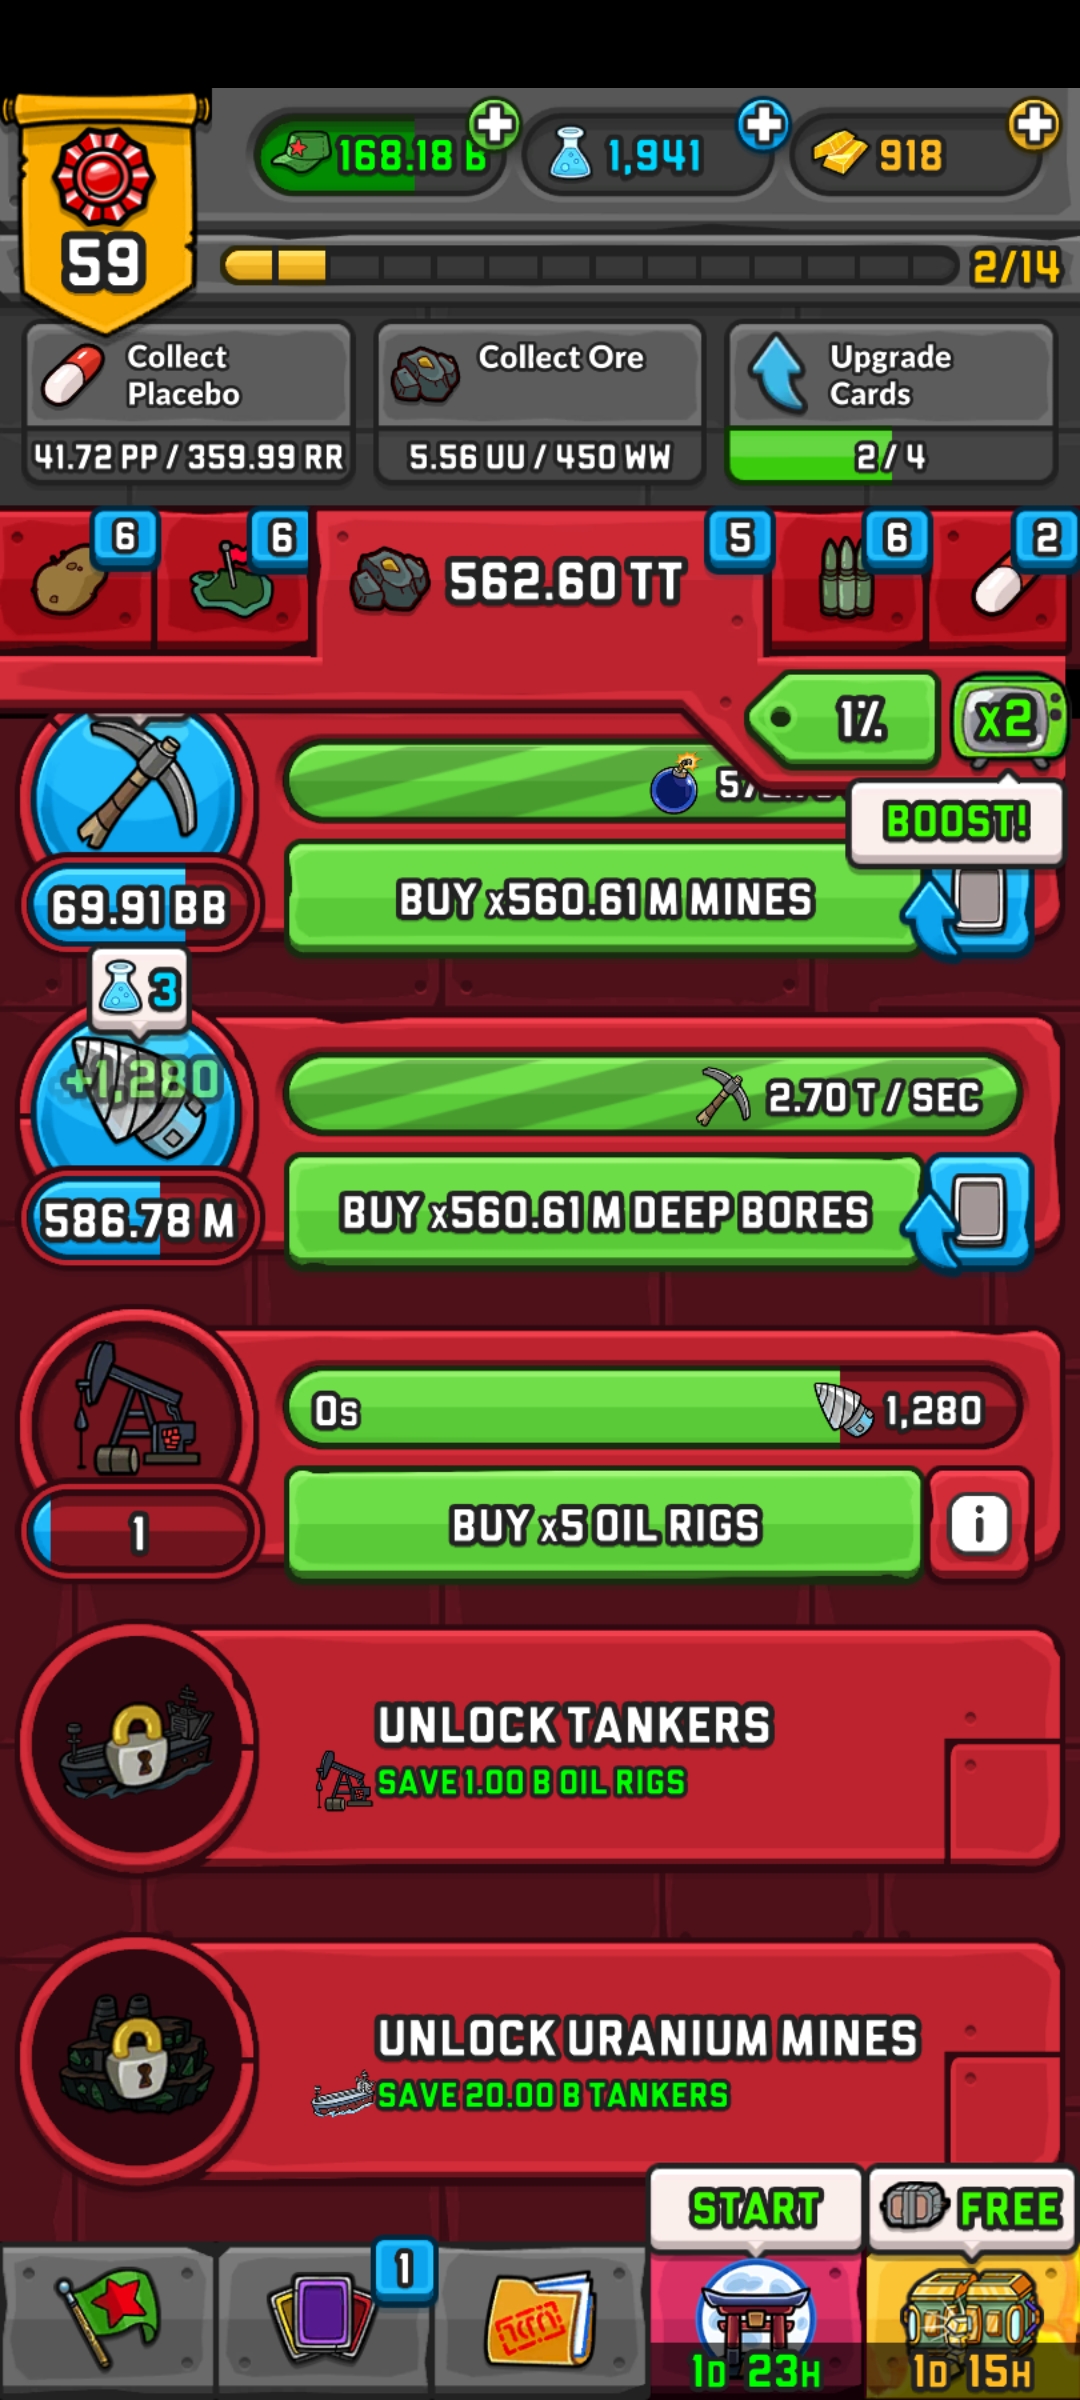 168.18 B
1,941
918
59
2/14
Collect
Placebo
41.72 PP / 359.99 RR
Collect Ore
5.56 UU / 450 WW
Upgrade
Cards
2 / 4
6
6
562.60 TT
5
6
2
1%
x2
BOOST!
69.91 BB
BUY x560.61 M MINES
3
+1,280
2.70 T / SEC
586.78 M
BUY x560.61 M DEEP BORES
0s
1,280
1
BUY x5 OIL RIGS
i
UNLOCK TANKERS
SAVE 1.00 B OIL RIGS
UNLOCK URANIUM MINES
SAVE 20.00 B TANKERS
START
FREE
1
1D 23H
1D 15H